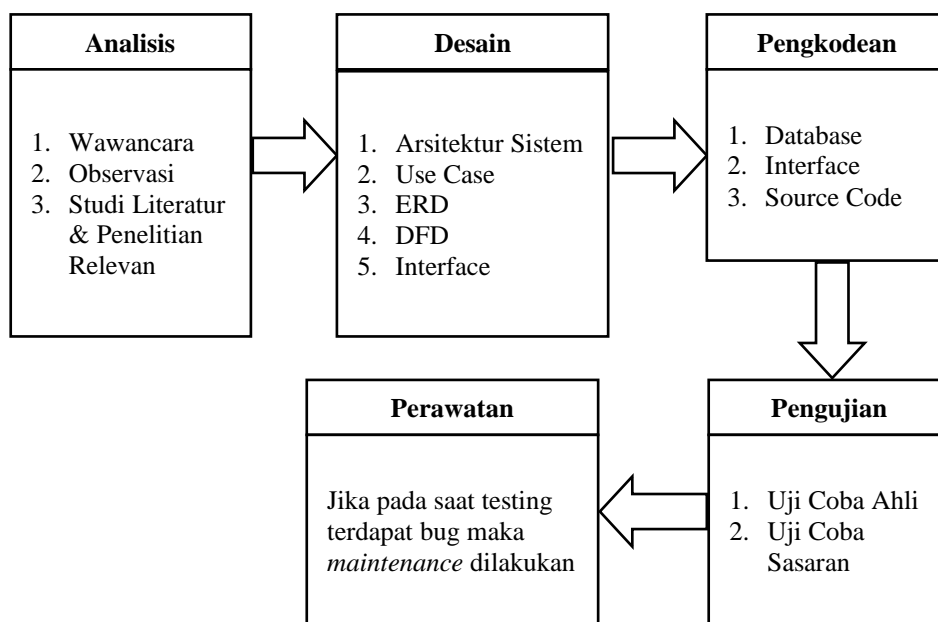 Analisis
1. Wawancara
2. Observasi
3. Studi Literatur
& Penelitian
Relevan
Desain
1. Arsitektur Sistem
2. Use Case
3. ERD
4. DFD
5. Interface
Pengkodean
1. Database
2. Interface
3. Source Code
Pengujian
1. Uji Coba Ahli
2. Uji Coba
Sasaran
Perawatan
Jika pada saat testing
terdapat bug maka
maintenance dilakukan